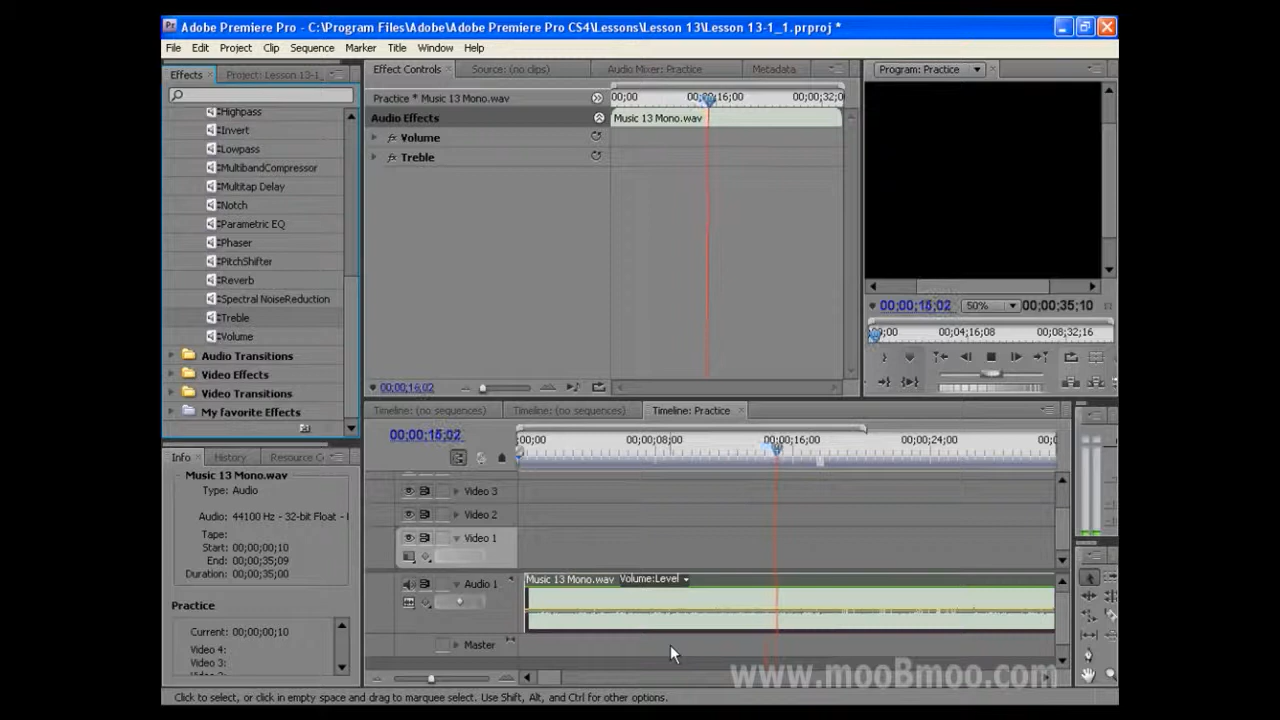 Adobe Premiere Pro - C:\Program Files\Adobe\Adobe Premiere Pro CS4\Lessons\Lesson 13\Lesson 13-1_1.prproj *
File Edit Project Clip Sequence Marker Title Window Help
Effects Project: Lesson 13-1_
Effect Controls Source: (no clips) Audio Mixer: Practice Metadata
Program: Practice
Practice * Music 13 Mono.wav
00;00 00;00;16;00 00;00;32;0
Audio Effects
Music 13 Mono.wav
fx Volume
fx Treble
Highpass
Invert
Lowpass
MultibandCompressor
Multitap Delay
Notch
Parametric EQ
Phaser
PitchShifter
Reverb
Spectral NoiseReduction
Treble
Volume
Audio Transitions
Video Effects
Video Transitions
My favorite Effects
00;00;16;02
00;00;15;02 50% 00;00;35;10
00;00 00;04;16;08 00;08;32;16
Info History Resource C
Music 13 Mono.wav
Type: Audio
Audio: 44100 Hz - 32-bit Float -
Tape:
Start: 00;00;00;10
End: 00;00;35;09
Duration: 00;00;35;00
Practice
Current: 00;00;00;10
Video 4:
Video 3:
Timeline: (no sequences) Timeline: (no sequences) Timeline: Practice
00;00;15;02
;00;00 00;00;08;00 00;00;16;00 00;00;24;00 00;
Video 3
Video 2
Video 1
Audio 1
Music 13 Mono.wav Volume:Level
Master
www.mooBmoo.com
Click to select, or click in empty space and drag to marquee select. Use Shift, Alt, and Ctrl for other options.